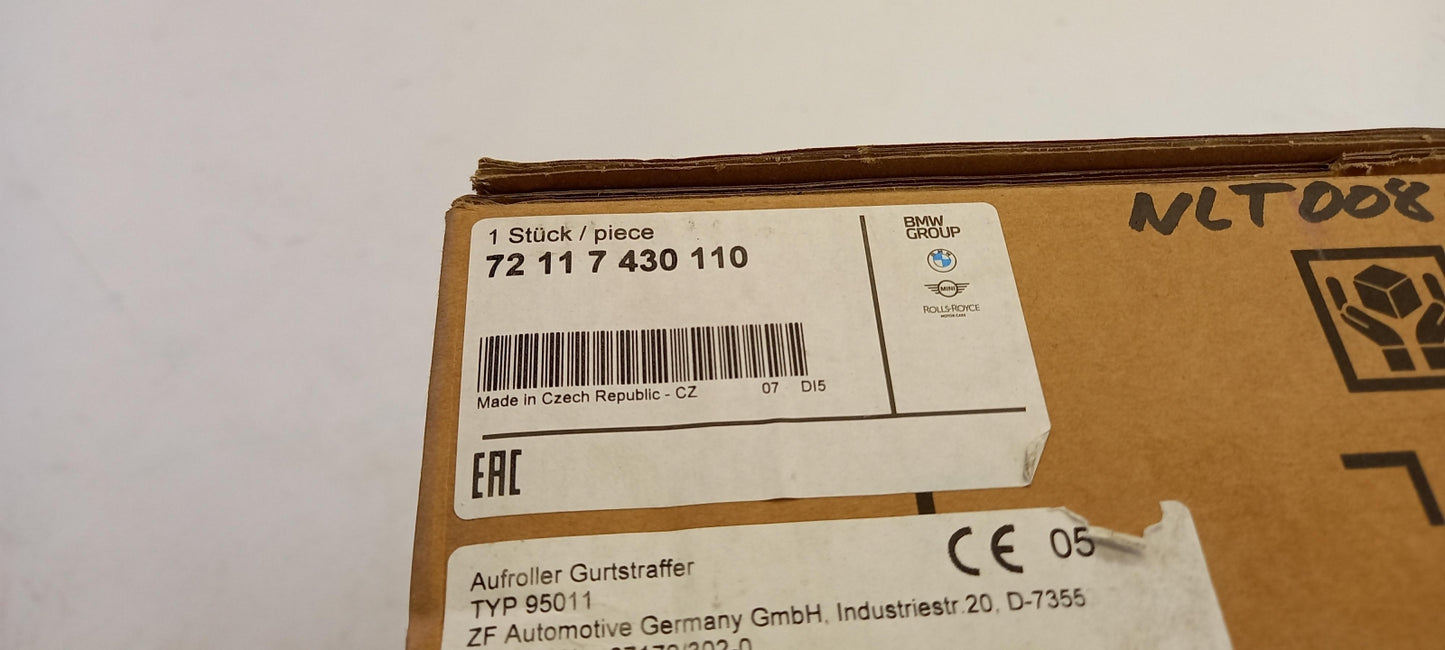 NLT008
1 Stück / piece
72 11 7 430 110
BMW
GROUP
MINI
ROLLS-ROYCE
MOTOR CARS
Made in Czech Republic - CZ 07 DI5
EAC
CE 05
Aufroller Gurtstraffer
TYP 95011
ZF Automotive Germany GmbH, Industriestr.20, D-7355